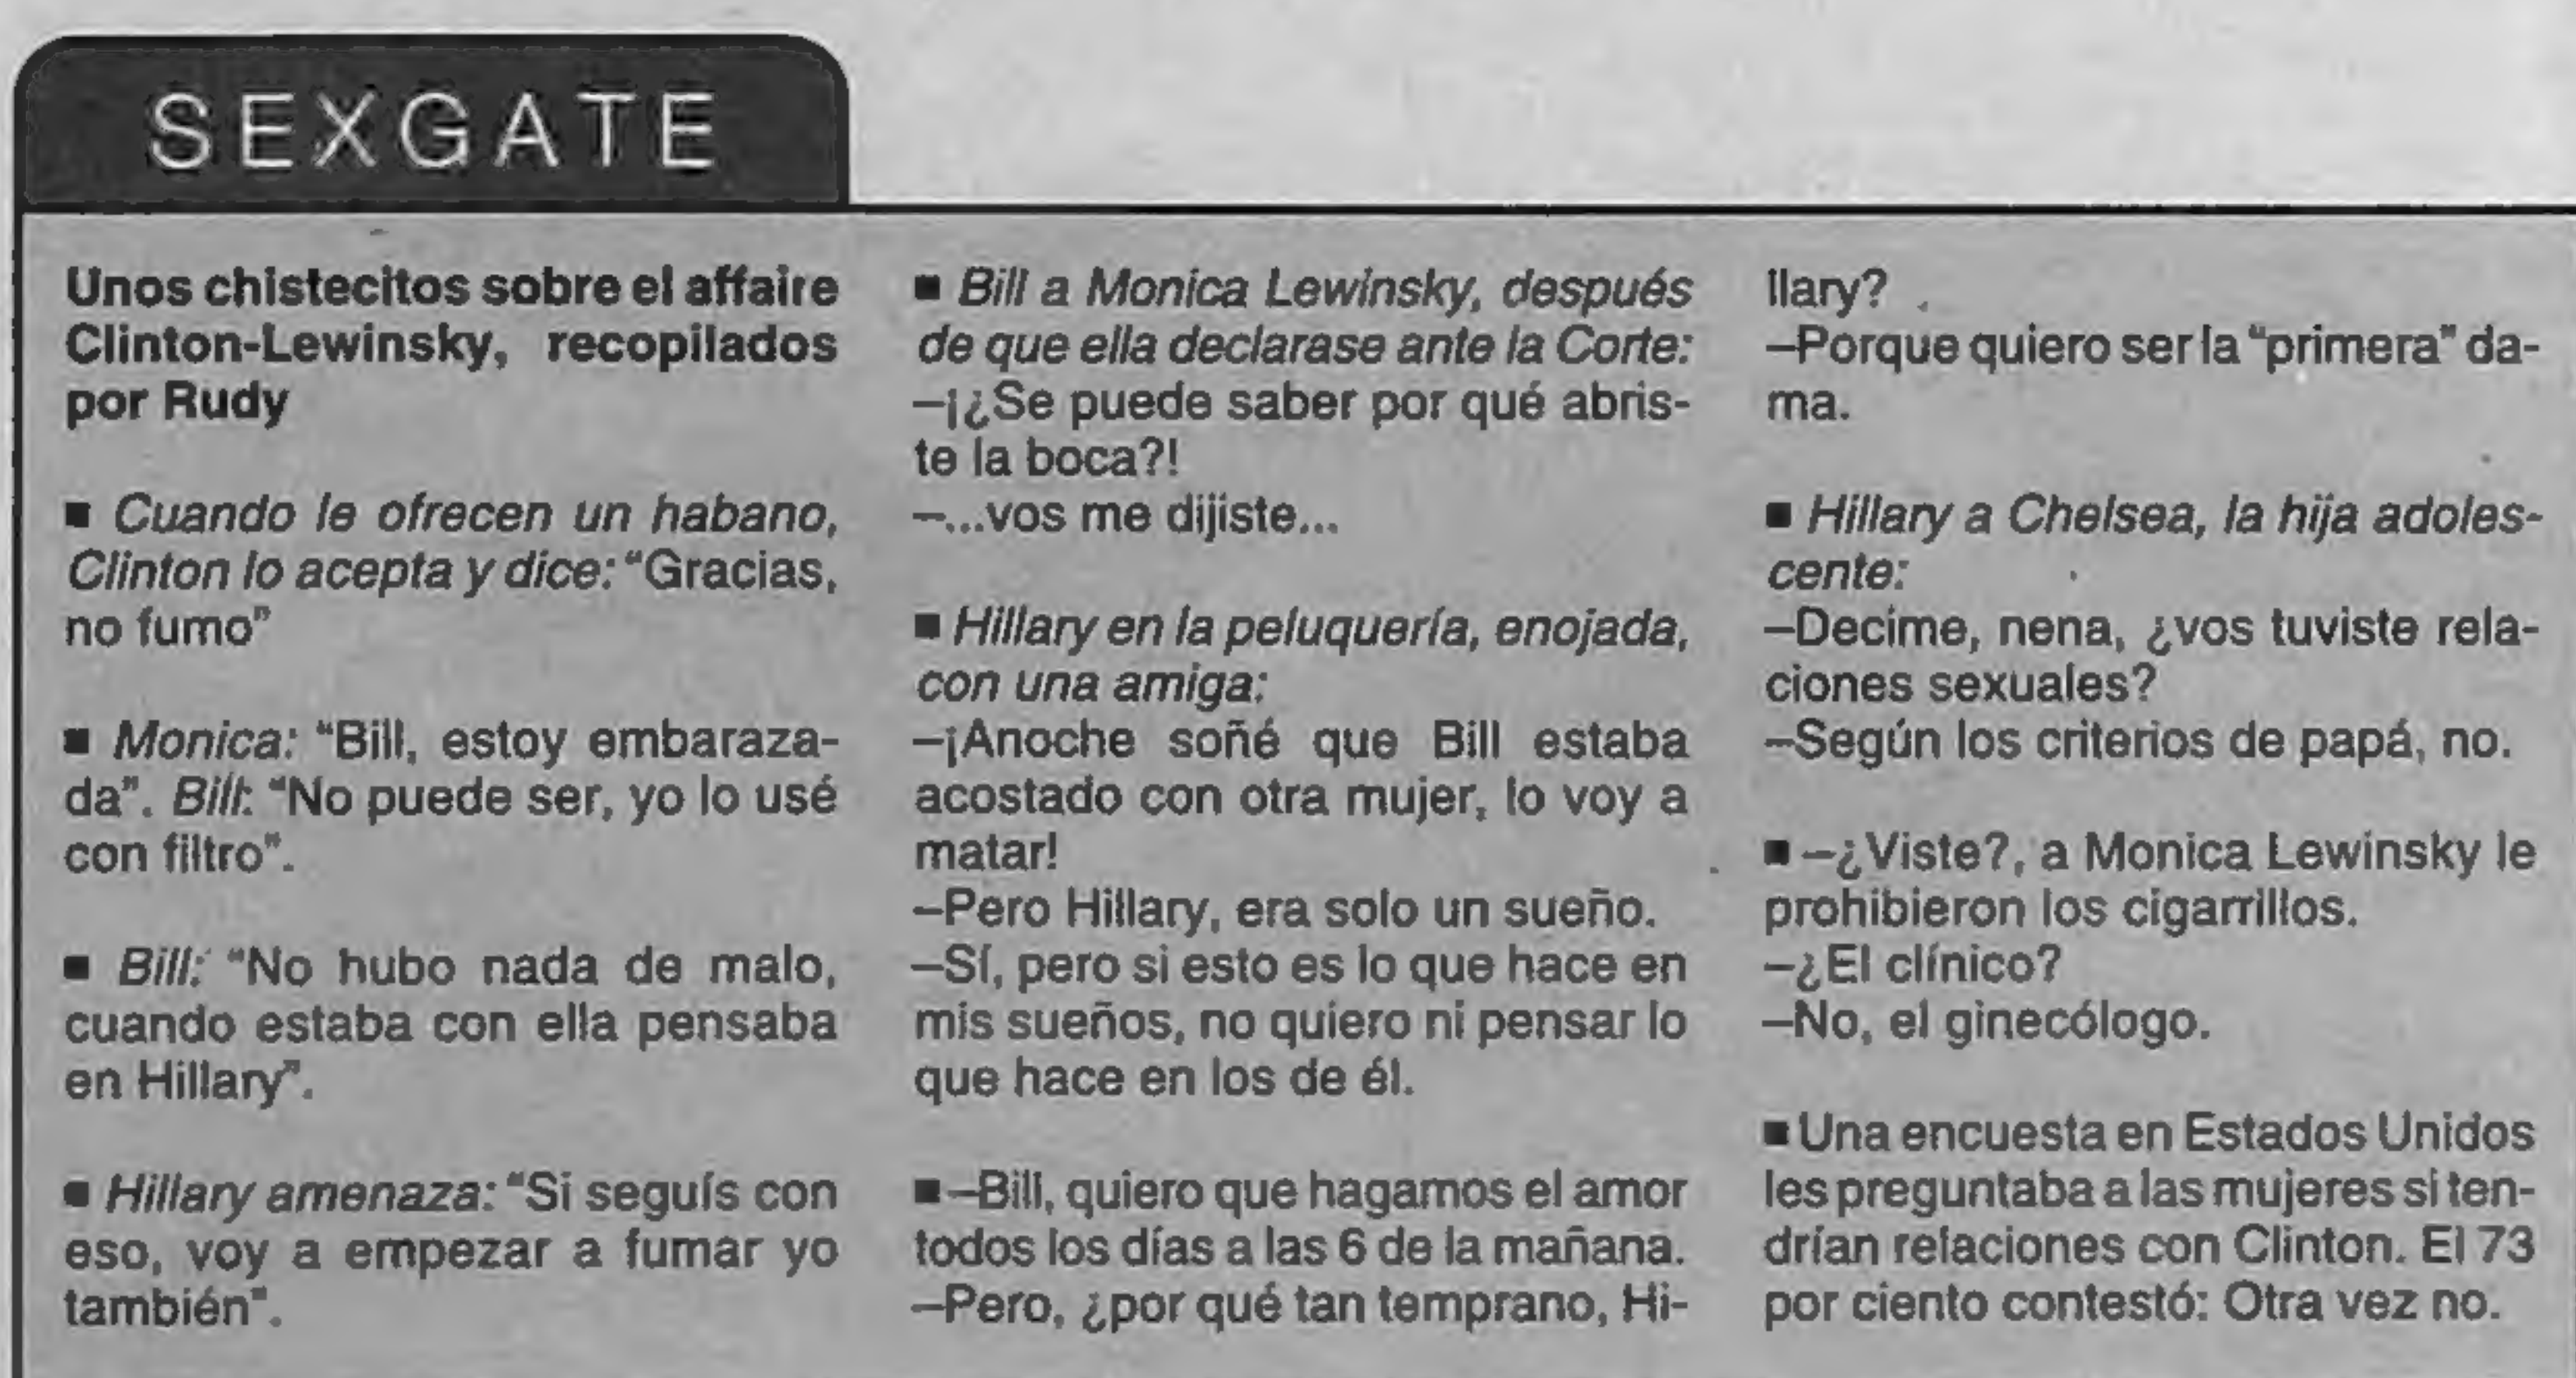 SEXGATE
Unos chistecitos sobre el affaire
Clinton-Lewinsky, recopilados
por Rudy
■ Cuando le ofrecen un habano,
Clinton lo acepta y dice: “Gracias,
no fumo”
■ Monica: “Bill, estoy embaraza-
da”. Bill: “No puede ser, yo lo usé
con filtro”.
■ Bill: “No hubo nada de malo,
cuando estaba con ella pensaba
en Hillary”.
■ Hillary amenaza: “Si seguís con
eso, voy a empezar a fumar yo
también”.
■ Bill a Monica Lewinsky, después
de que ella declarase ante la Corte:
–¡¿Se puede saber por qué abris-
te la boca?!
–...vos me dijiste...
■ Hillary en la peluquería, enojada,
con una amiga:
–¡Anoche soñé que Bill estaba
acostado con otra mujer, lo voy a
matar!
–Pero Hillary, era solo un sueño.
–Sí, pero si esto es lo que hace en
mis sueños, no quiero ni pensar lo
que hace en los de él.
■ –Bill, quiero que hagamos el amor
todos los días a las 6 de la mañana.
–Pero, ¿por qué tan temprano, Hi-
llary?
–Porque quiero ser la “primera” da-
ma.
■ Hillary a Chelsea, la hija adoles-
cente:
–Decime, nena, ¿vos tuviste rela-
ciones sexuales?
–Según los criterios de papá, no.
■ –¿Viste?, a Monica Lewinsky le
prohibieron los cigarrillos.
–¿El clínico?
–No, el ginecólogo.
■ Una encuesta en Estados Unidos
les preguntaba a las mujeres si ten-
drían relaciones con Clinton. El 73
por ciento contestó: Otra vez no.